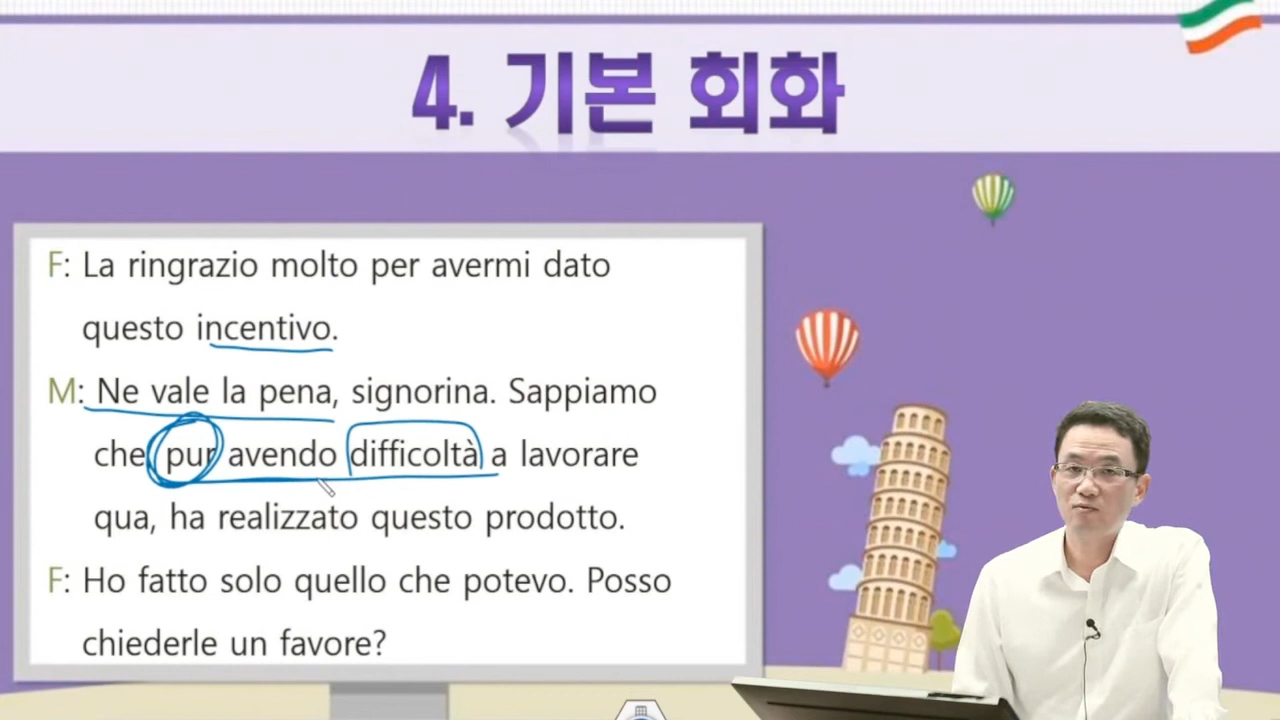 4. 기본 회화
F: La ringrazio molto per avermi dato
questo incentivo.
M: Ne vale la pena, signorina. Sappiamo
che pur avendo difficoltà a lavorare
qua, ha realizzato questo prodotto.
F: Ho fatto solo quello che potevo. Posso
chiederle un favore?